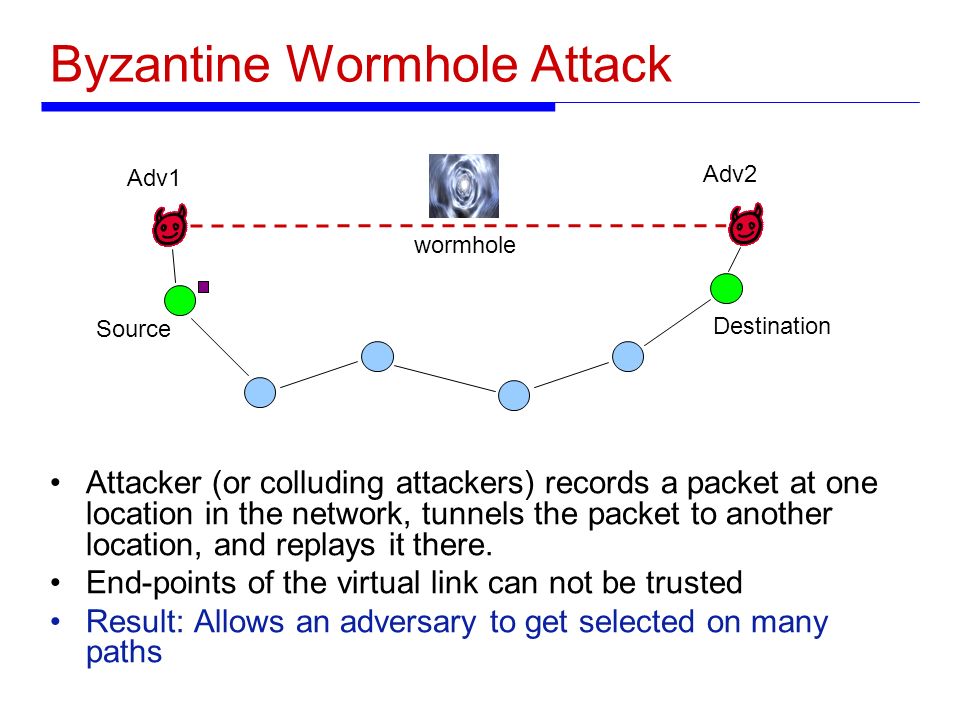 Byzantine Wormhole Attack
Adv1
Adv2
wormhole
Source
Destination
• Attacker (or colluding attackers) records a packet at one
location in the network, tunnels the packet to another
location, and replays it there.
• End-points of the virtual link can not be trusted
• Result: Allows an adversary to get selected on many
paths